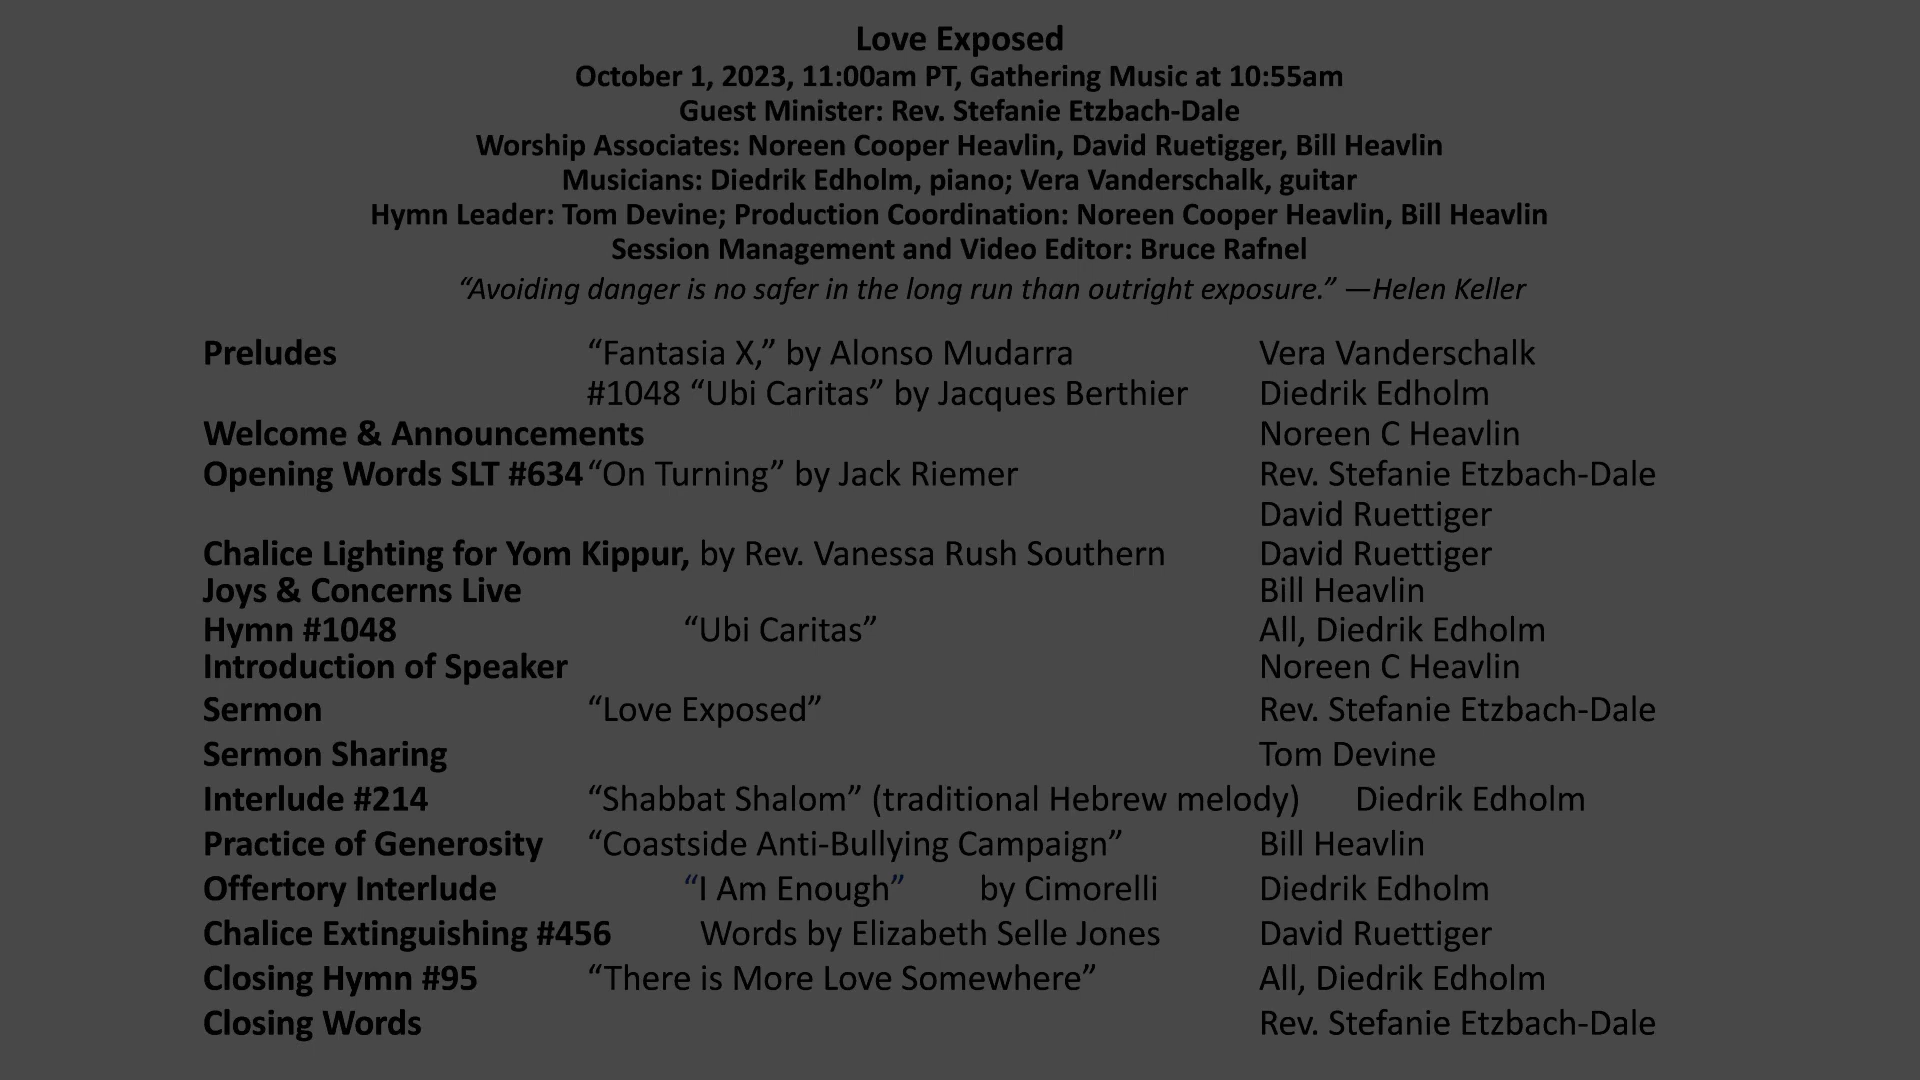 Love Exposed
October 1, 2023, 11:00am PT, Gathering Music at 10:55am
Guest Minister: Rev. Stefanie Etzbach-Dale
Worship Associates: Noreen Cooper Heavlin, David Ruetigger, Bill Heavlin
Musicians: Diedrik Edholm, piano; Vera Vanderschalk, guitar
Hymn Leader: Tom Devine; Production Coordination: Noreen Cooper Heavlin, Bill Heavlin
Session Management and Video Editor: Bruce Rafnel
“Avoiding danger is no safer in the long run than outright exposure.” —Helen Keller
Preludes “Fantasia X,” by Alonso Mudarra Vera Vanderschalk
#1048 “Ubi Caritas” by Jacques Berthier Diedrik Edholm
Welcome & Announcements Noreen C Heavlin
Opening Words SLT #634 “On Turning” by Jack Riemer Rev. Stefanie Etzbach-Dale
David Ruettiger
Chalice Lighting for Yom Kippur, by Rev. Vanessa Rush Southern David Ruettiger
Joys & Concerns Live Bill Heavlin
Hymn #1048 “Ubi Caritas” All, Diedrik Edholm
Introduction of Speaker Noreen C Heavlin
Sermon “Love Exposed” Rev. Stefanie Etzbach-Dale
Sermon Sharing Tom Devine
Interlude #214 “Shabbat Shalom” (traditional Hebrew melody) Diedrik Edholm
Practice of Generosity “Coastside Anti-Bullying Campaign” Bill Heavlin
Offertory Interlude “I Am Enough” by Cimorelli Diedrik Edholm
Chalice Extinguishing #456 Words by Elizabeth Selle Jones David Ruettiger
Closing Hymn #95 “There is More Love Somewhere” All, Diedrik Edholm
Closing Words Rev. Stefanie Etzbach-Dale